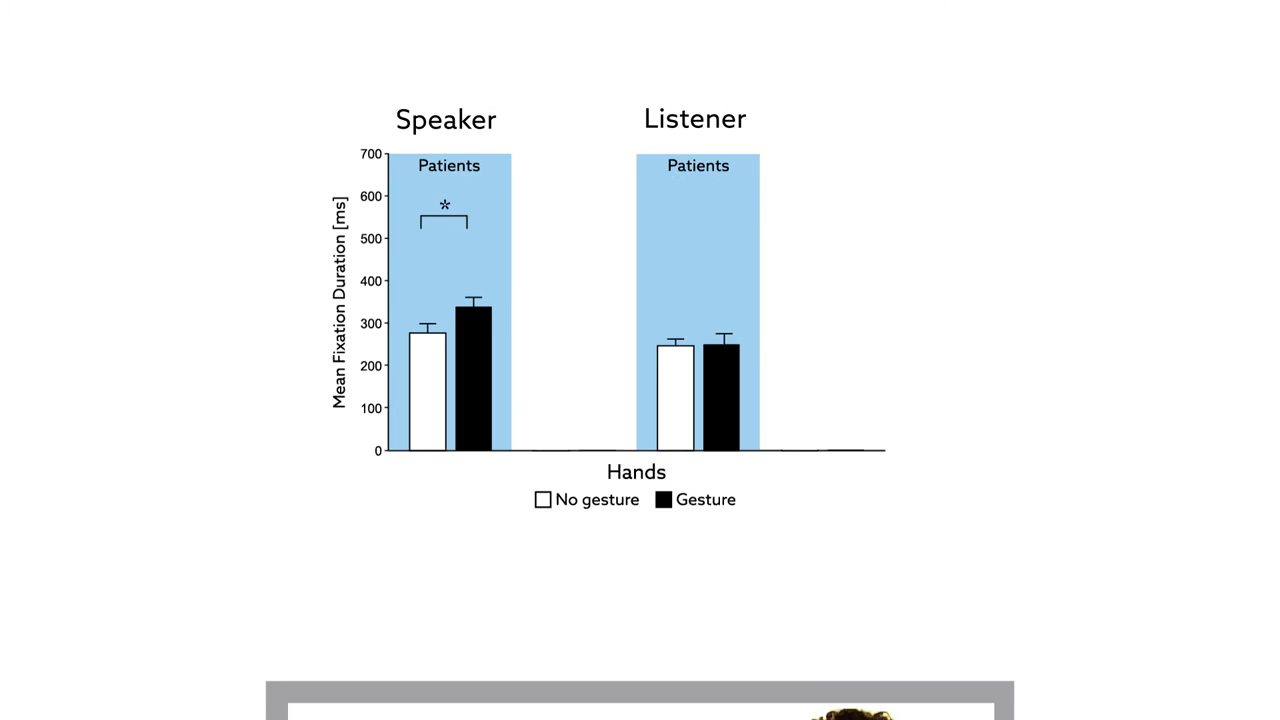 Speaker
Listener
Patients
Patients
*
700
600
500
400
300
200
100
0
Mean Fixation Duration [ms]
Hands
No gesture
Gesture